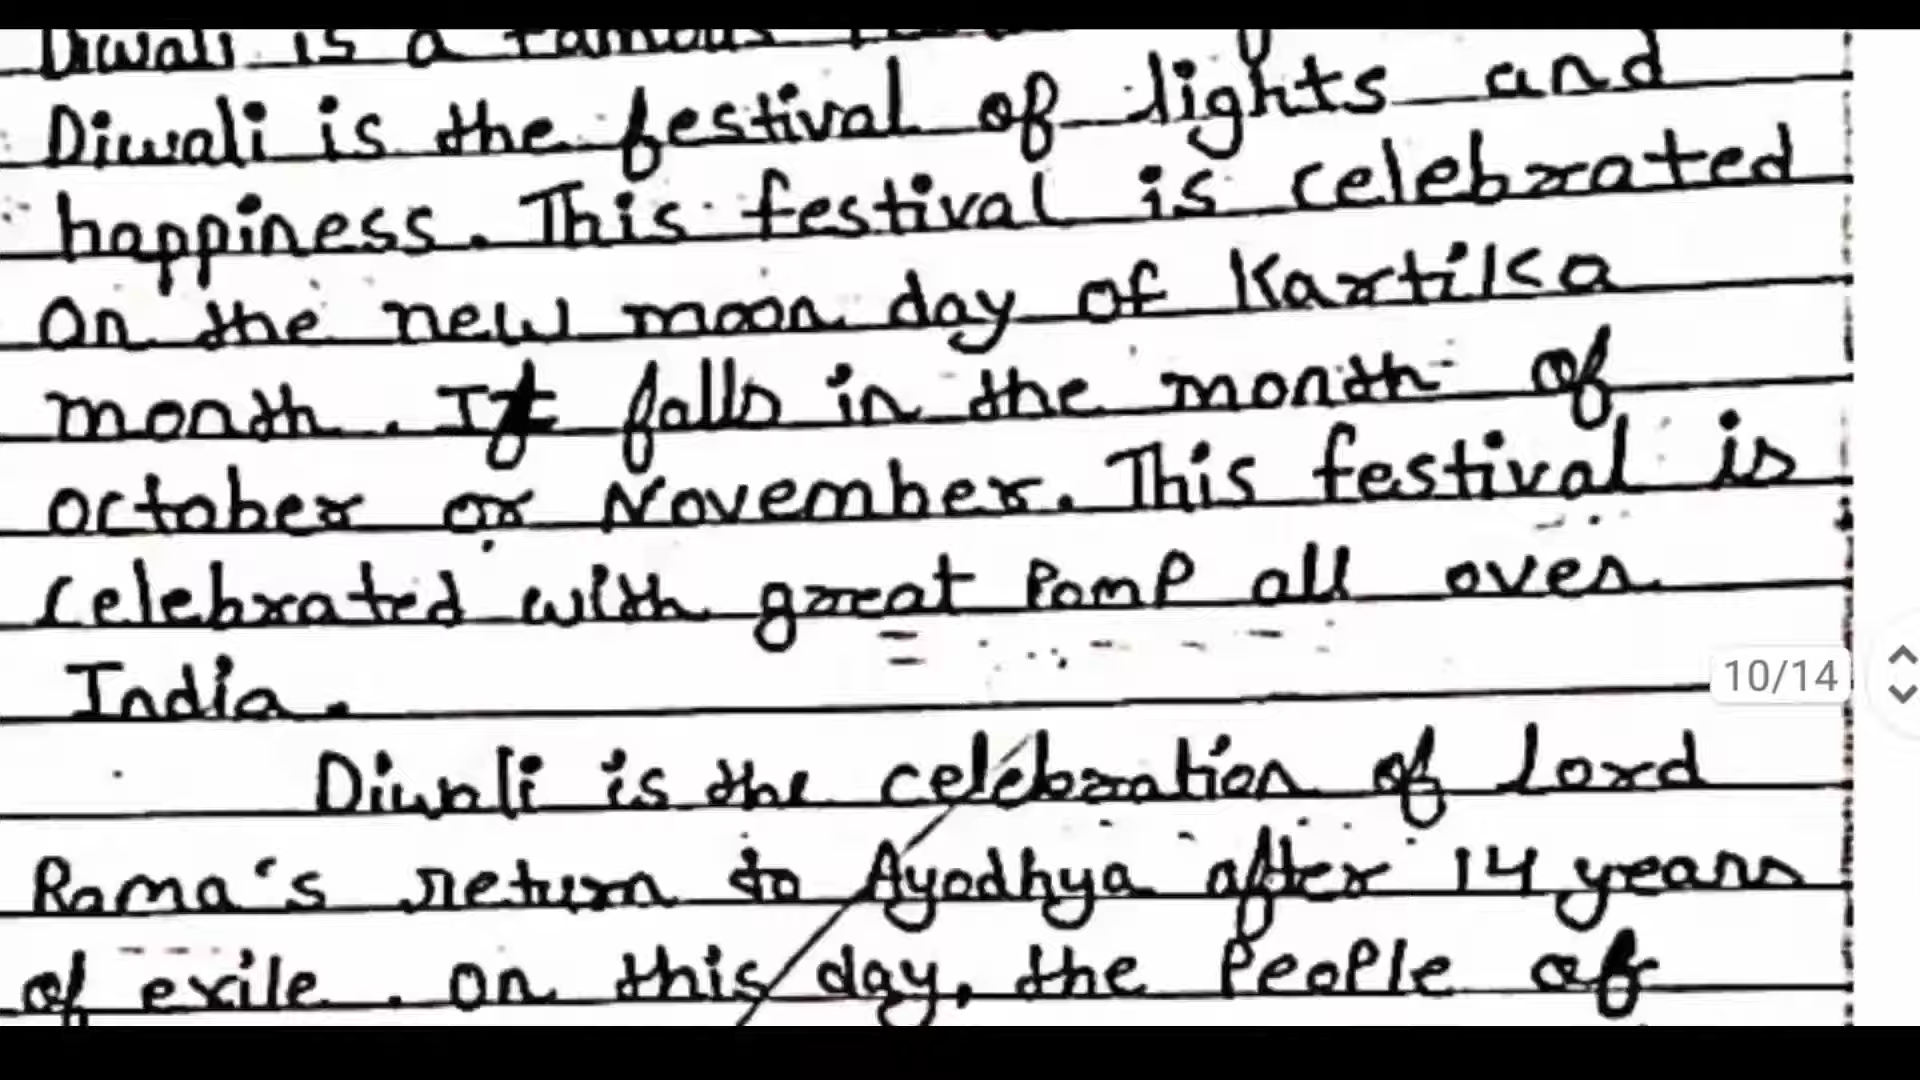 Diwali is a famous
Diwali is the festival of lights and
happiness. This festival is celebrated
on the new moon day of Kartika
month. It falls in the month of
october or November. This festival is
celebrated with great Pomp all over
India.
10/14
Diwali is the celebration of Lord
Rama's return to Ayodhya after 14 years
of exile. on this day, the People of